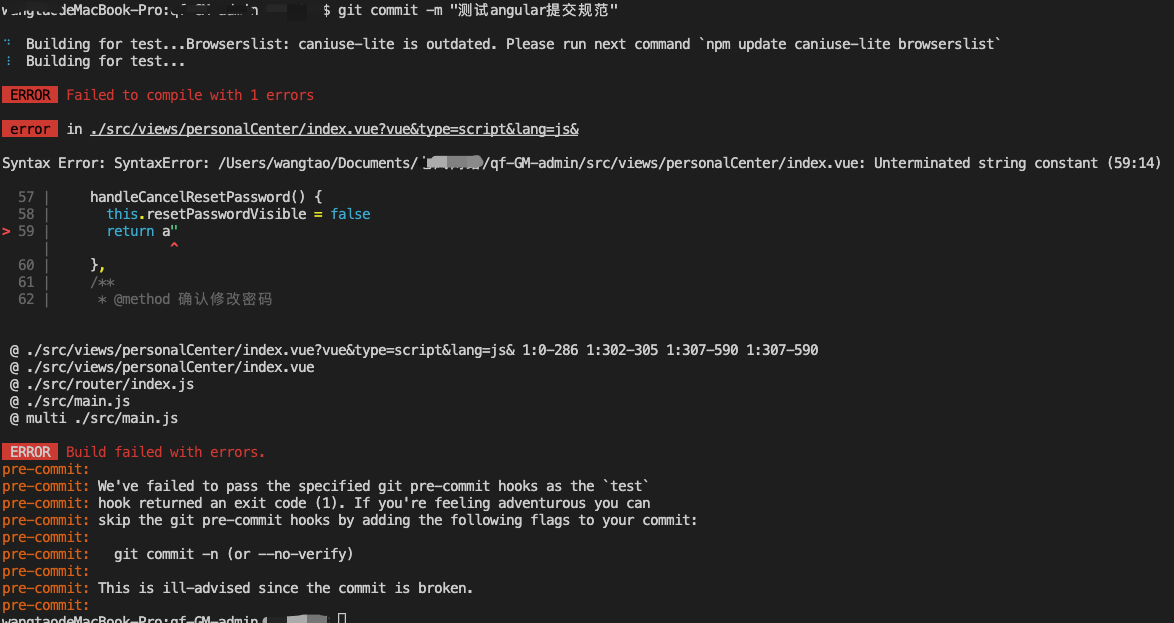 wangtaodeMacBook-Pro:qf-GM-admin $ git commit -m "测试angular提交规范"
Building for test...Browserslist: caniuse-lite is outdated. Please run next command `npm update caniuse-lite browserslist`
Building for test...
ERROR Failed to compile with 1 errors
error in ./src/views/personalCenter/index.vue?vue&type=script&lang=js&
Syntax Error: SyntaxError: /Users/wangtao/Documents/ /qf-GM-admin/src/views/personalCenter/index.vue: Unterminated string constant (59:14)
57 | handleCancelResetPassword() {
58 | this.resetPasswordVisible = false
> 59 | return a"
| ^
60 | },
61 | /**
62 | * @method 确认修改密码
@ ./src/views/personalCenter/index.vue?vue&type=script&lang=js& 1:0-286 1:302-305 1:307-590 1:307-590
@ ./src/views/personalCenter/index.vue
@ ./src/router/index.js
@ ./src/main.js
@ multi ./src/main.js
ERROR Build failed with errors.
pre-commit:
pre-commit: We've failed to pass the specified git pre-commit hooks as the `test`
pre-commit: hook returned an exit code (1). If you're feeling adventurous you can
pre-commit: skip the git pre-commit hooks by adding the following flags to your commit:
pre-commit:
pre-commit: git commit -n (or --no-verify)
pre-commit:
pre-commit: This is ill-advised since the commit is broken.
pre-commit:
wangtaodeMacBook-Pro:qf-GM-admin